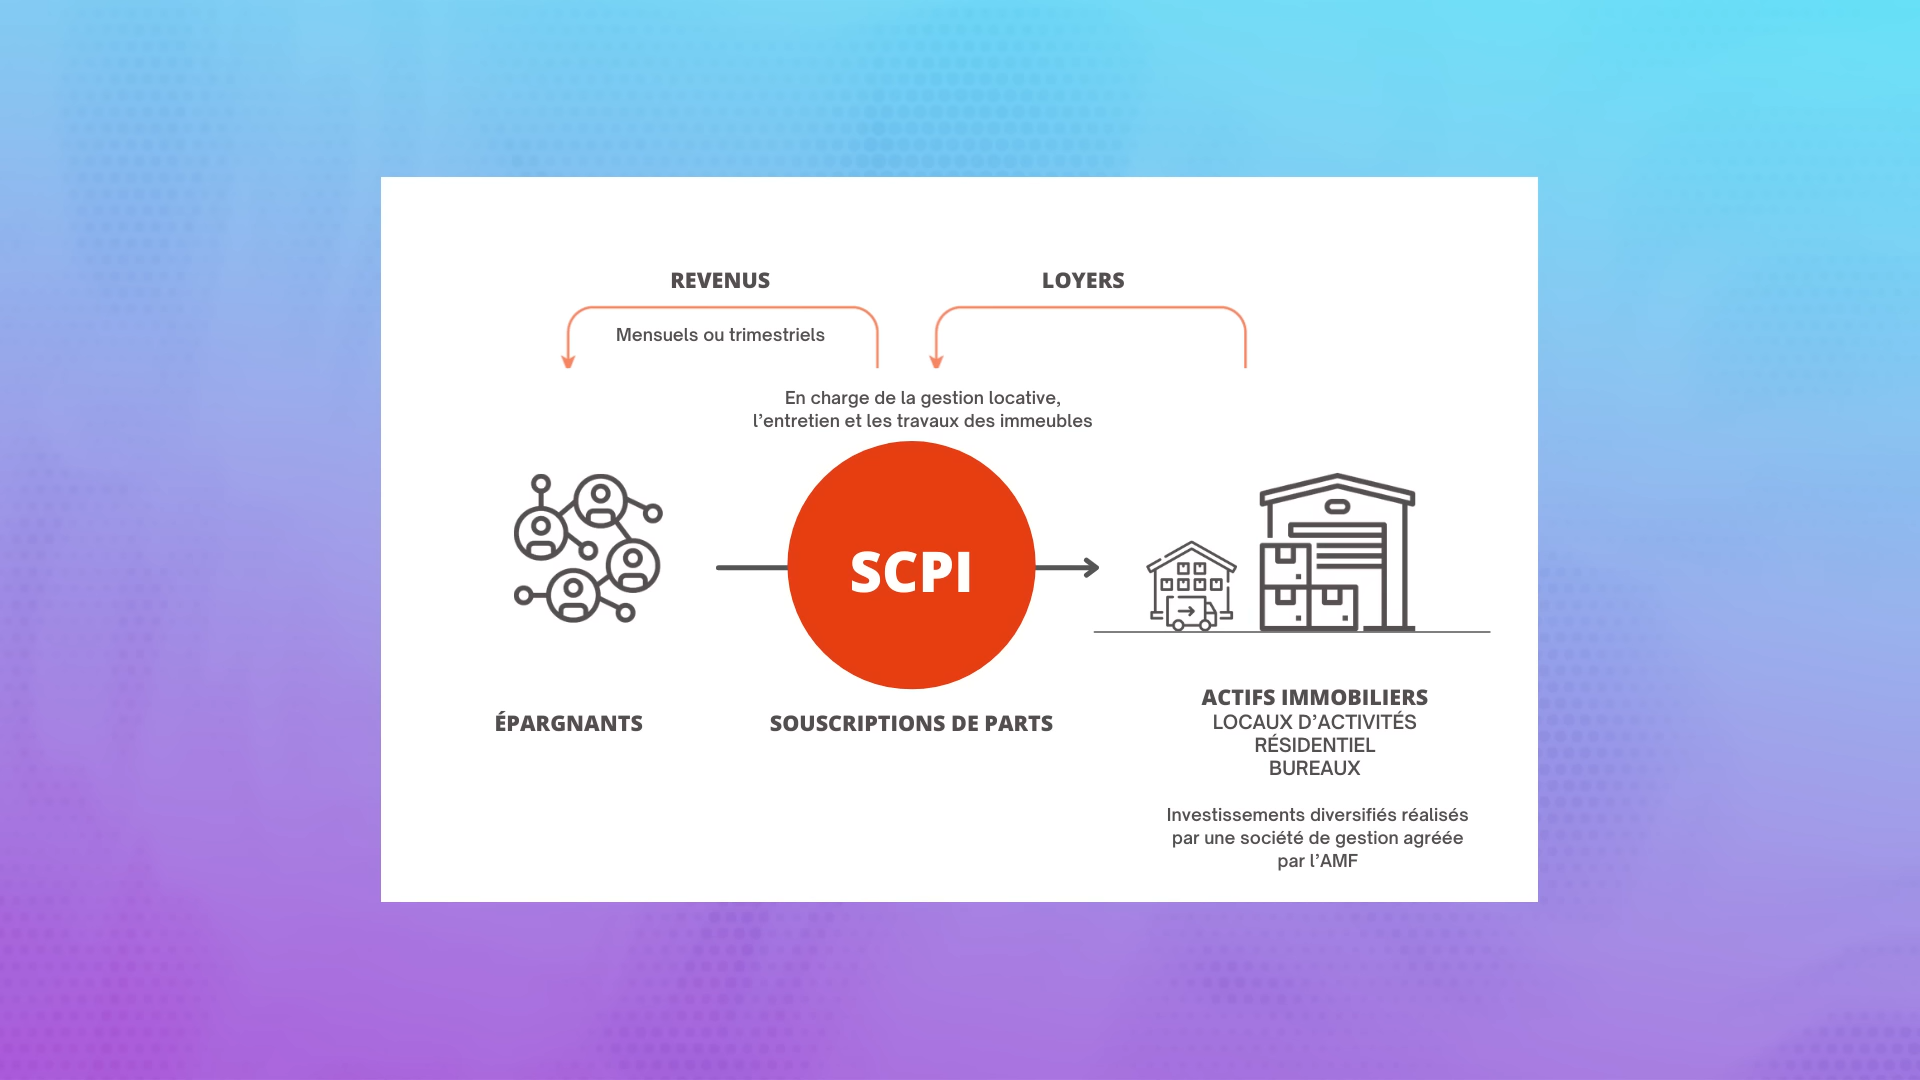 REVENUS
LOYERS
Mensuels ou trimestriels
En charge de la gestion locative,
l’entretien et les travaux des immeubles
SCPI
ÉPARGNANTS
SOUSCRIPTIONS DE PARTS
ACTIFS IMMOBILIERS
LOCAUX D’ACTIVITÉS
RÉSIDENTIEL
BUREAUX
Investissements diversifiés réalisés
par une société de gestion agréée
par l’AMF